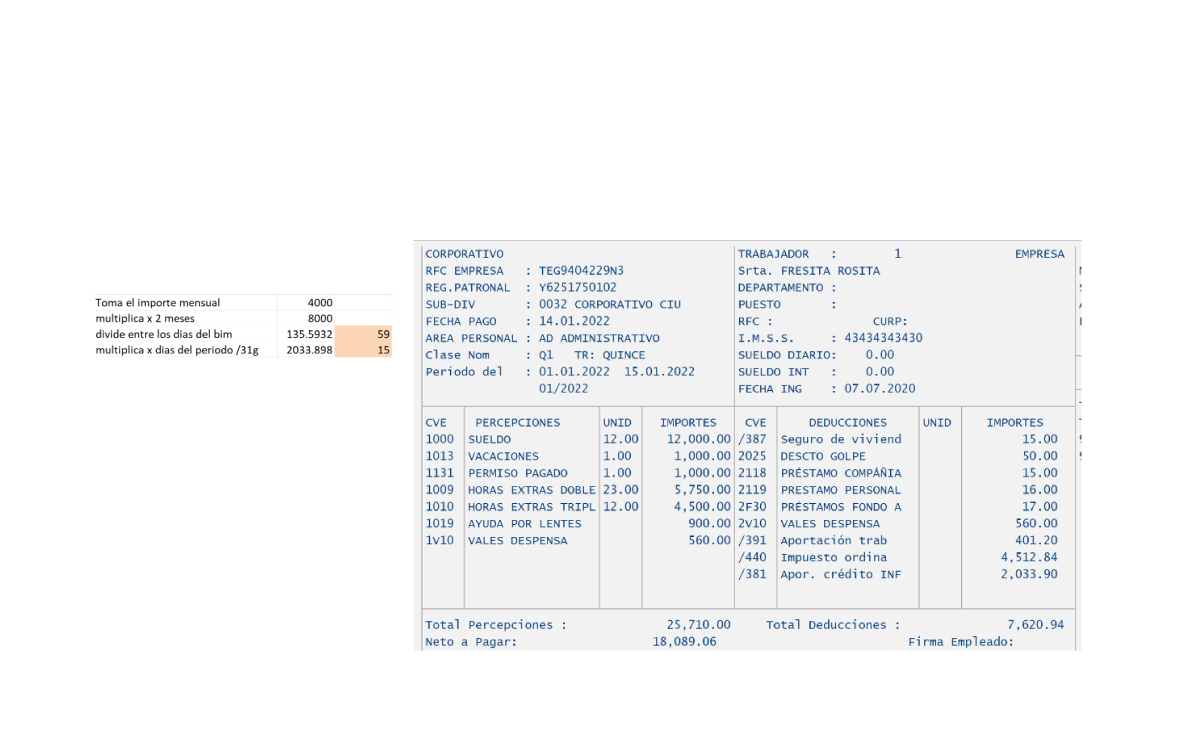 Toma el importe mensual 4000
multiplica x 2 meses 8000
divide entre los dias del bim 135.5932 59
multiplica x dias del periodo /31g 2033.898 15
CORPORATIVO TRABAJADOR : 1 EMPRESA
RFC EMPRESA : TEG9404229N3 Srta. FRESITA ROSITA
REG.PATRONAL : Y6251750102 DEPARTAMENTO :
SUB-DIV : 0032 CORPORATIVO CIU PUESTO :
FECHA PAGO : 14.01.2022 RFC : CURP:
AREA PERSONAL : AD ADMINISTRATIVO I.M.S.S. : 43434343430
Clase Nom : Q1 TR: QUINCE SUELDO DIARIO: 0.00
Periodo del : 01.01.2022 15.01.2022 SUELDO INT : 0.00
01/2022 FECHA ING : 07.07.2020
CVE PERCEPCIONES UNID IMPORTES CVE DEDUCCIONES UNID IMPORTES
1000 SUELDO 12.00 12,000.00 /387 Seguro de viviend 15.00
1013 VACACIONES 1.00 1,000.00 2025 DESCTO GOLPE 50.00
1131 PERMISO PAGADO 1.00 1,000.00 2118 PRÉSTAMO COMPÁÑIA 15.00
1009 HORAS EXTRAS DOBLE 23.00 5,750.00 2119 PRESTAMO PERSONAL 16.00
1010 HORAS EXTRAS TRIPL 12.00 4,500.00 2F30 PRÉSTAMOS FONDO A 17.00
1019 AYUDA POR LENTES 900.00 2V10 VALES DESPENSA 560.00
1V10 VALES DESPENSA 560.00 /391 Aportación trab 401.20
/440 Impuesto ordina 4,512.84
/381 Apor. crédito INF 2,033.90
Total Percepciones : 25,710.00 Total Deducciones : 7,620.94
Neto a Pagar: 18,089.06 Firma Empleado: